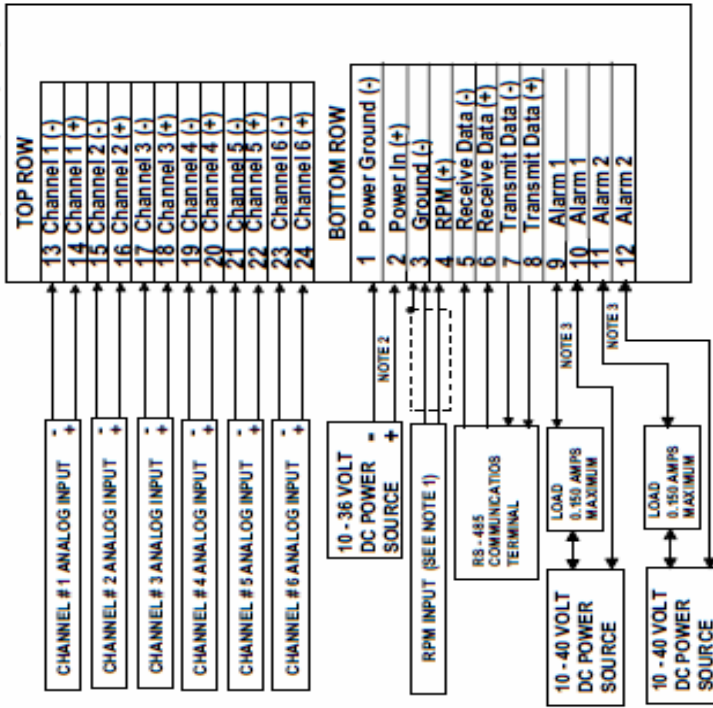 TOP ROW
13 Channel 1 (-)
14 Channel 1 (+)
15 Channel 2 (-)
16 Channel 2 (+)
17 Channel 3 (-)
18 Channel 3 (+)
19 Channel 4 (-)
20 Channel 4 (+)
21 Channel 5 (-)
22 Channel 5 (+)
23 Channel 6 (-)
24 Channel 6 (+)
BOTTOM ROW
1 Power Ground (-)
2 Power In (+)
3 Ground (-)
4 RPM (+)
5 Receive Data (-)
6 Receive Data (+)
7 Transmit Data (-)
8 Transmit Data (+)
9 Alarm 1
10 Alarm 1
11 Alarm 2
12 Alarm 2
NOTE 2
NOTE 3
NOTE 3
CHANNEL # 1 ANALOG INPUT - +
CHANNEL # 2 ANALOG INPUT - +
CHANNEL # 3 ANALOG INPUT - +
CHANNEL # 4 ANALOG INPUT - +
CHANNEL # 5 ANALOG INPUT - +
CHANNEL # 6 ANALOG INPUT - +
10 - 36 VOLT
DC POWER -
SOURCE +
RPM INPUT (SEE NOTE 1)
RS - 485
COMMUNICATIOS
TERMINAL
LOAD
0.150 AMPS
MAXIMUM
10 - 40 VOLT
DC POWER
SOURCE
LOAD
0.150 AMPS
MAXIMUM
10 - 40 VOLT
DC POWER
SOURCE